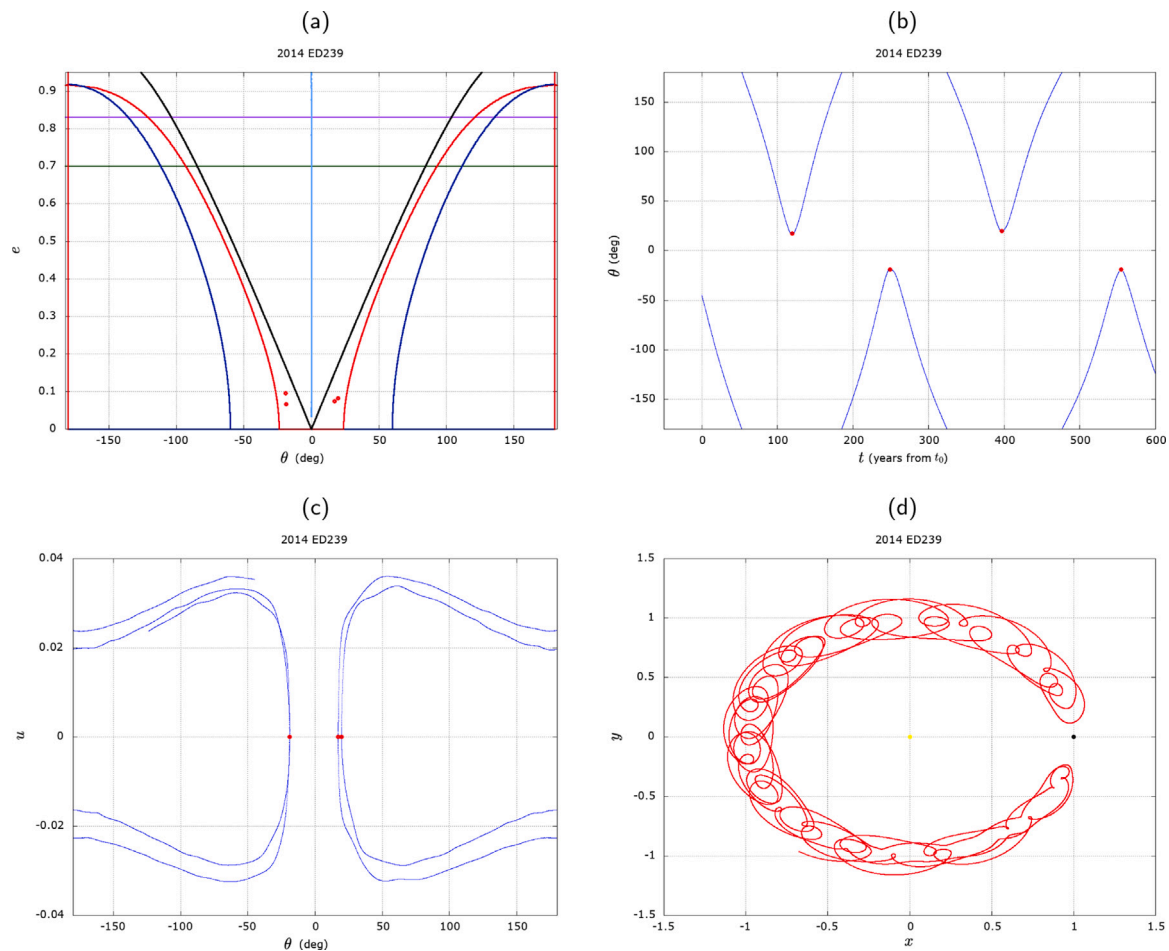 (a)
2014 ED239
0.9
0.8
0.7
0.6
0.5
0.4
0.3
0.2
0.1
0
e
-150 -100 -50 0 50 100 150
θ (deg)
(b)
2014 ED239
150
100
50
0
-50
-100
-150
θ (deg)
0 100 200 300 400 500 600
t (years from t₀)
(c)
2014 ED239
0.04
0.02
0
-0.02
-0.04
u
-150 -100 -50 0 50 100 150
θ (deg)
(d)
2014 ED239
1.5
1
0.5
0
-0.5
-1
-1.5
y
-1.5 -1 -0.5 0 0.5 1 1.5
x